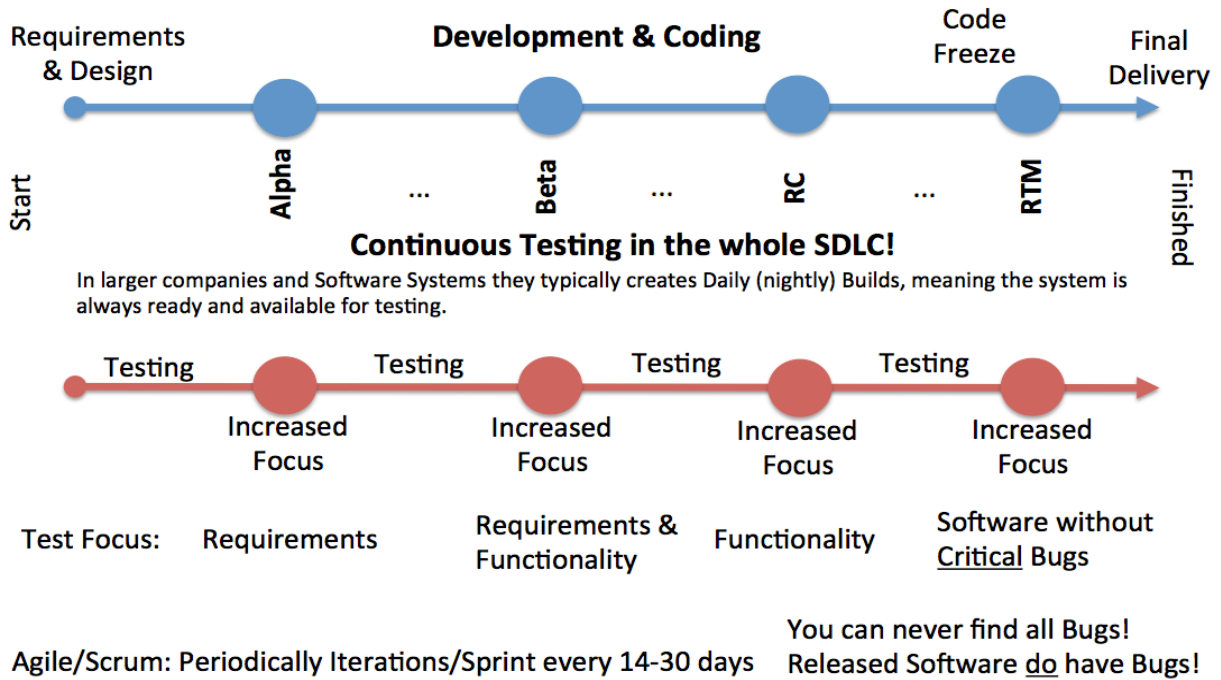 Requirements
& Design
Development & Coding
Code
Freeze
Final
Delivery
Start
Alpha
...
Beta
...
RC
...
RTM
Finished
Continuous Testing in the whole SDLC!
In larger companies and Software Systems they typically creates Daily (nightly) Builds, meaning the system is
always ready and available for testing.
Testing
Testing
Testing
Testing
Increased
Focus
Increased
Focus
Increased
Focus
Increased
Focus
Test Focus:
Requirements
Requirements &
Functionality
Functionality
Software without
Critical Bugs
Agile/Scrum: Periodically Iterations/Sprint every 14-30 days
You can never find all Bugs!
Released Software do have Bugs!